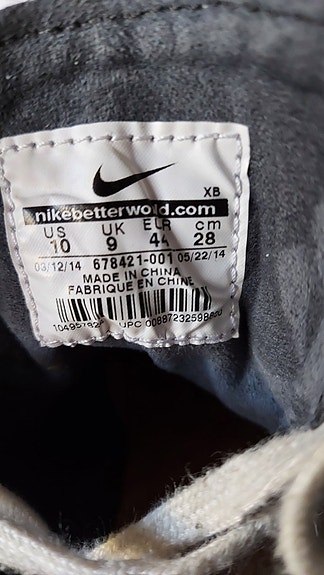 XB
nikebetterworld.com
US UK EUR cm
10 9 44 28
03/12/14 678421-001 05/22/14
MADE IN CHINA
FABRIQUE EN CHINE
UPC